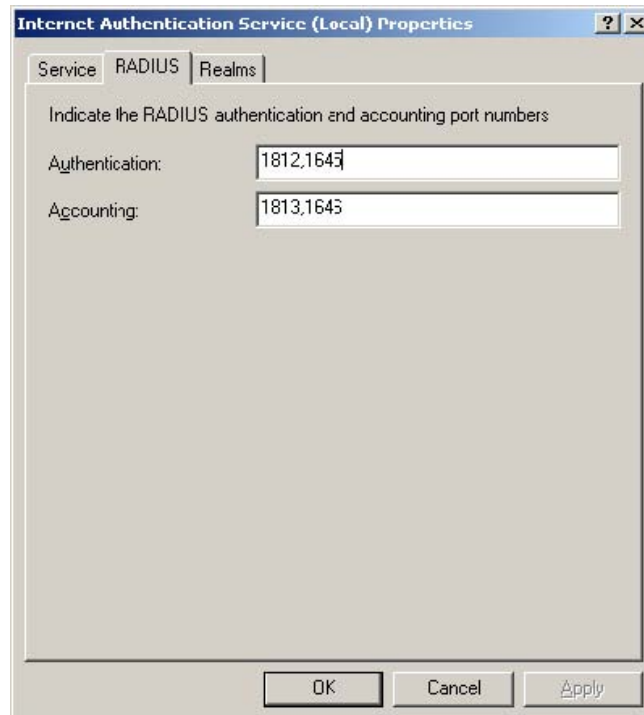 Internet Authentication Service (Local) Properties
Service
RADIUS
Realms
Indicate the RADIUS authentication and accounting port numbers
Authentication:
1812,1645
Accounting:
1813,1646
OK
Cancel
Apply